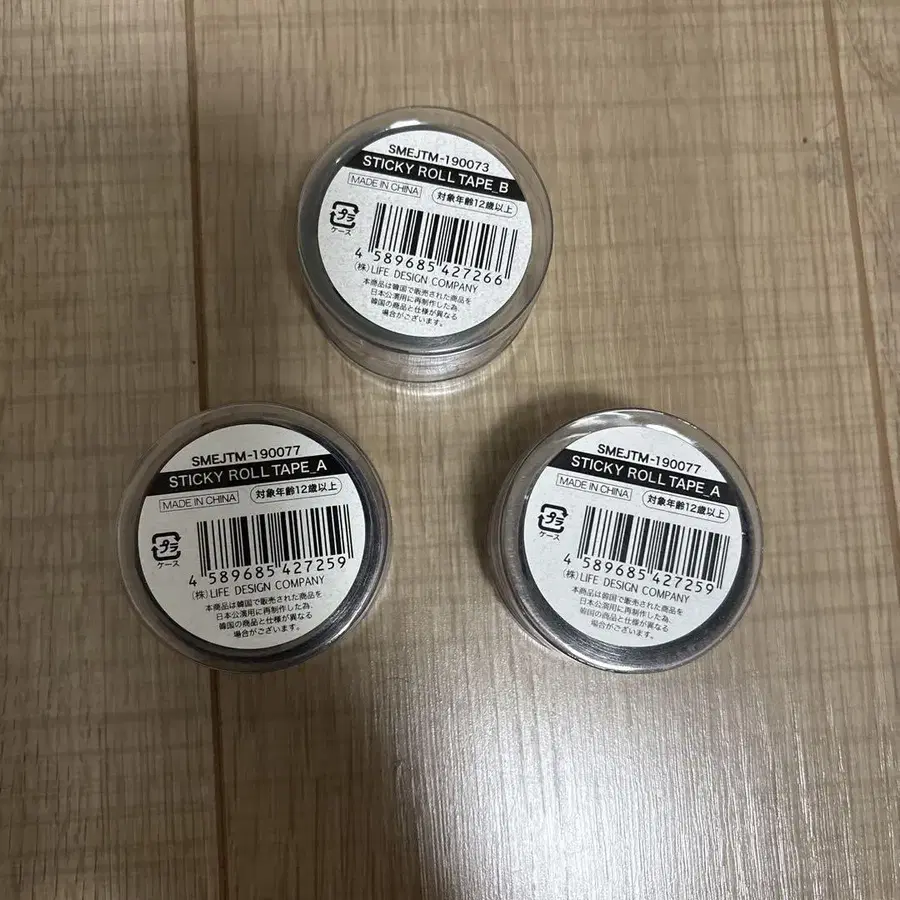 SMEJTM-190073
STICKY ROLL TAPE_B
MADE IN CHINA
対象年齢12歳以上
プラ
ケース
4 589685 427266
(株)LIFE DESIGN COMPANY
本商品は韓国で販売された商品を
日本公演用に再制作した為、
韓国の商品と仕様が異なる
場合がございます。
SMEJTM-190077
STICKY ROLL TAPE_A
MADE IN CHINA
対象年齢12歳以上
プラ
ケース
4 589685 427259
(株)LIFE DESIGN COMPANY
本商品は韓国で販売された商品を
日本公演用に再制作した為、
韓国の商品と仕様が異なる
場合がございます。
SMEJTM-190077
STICKY ROLL TAPE_A
MADE IN CHINA
対象年齢12歳以上
プラ
ケース
4 589685 427259
(株)LIFE DESIGN COMPANY
本商品は韓国で販売された商品を
日本公演用に再制作した為、
韓国の商品と仕様が異なる
場合がございます。